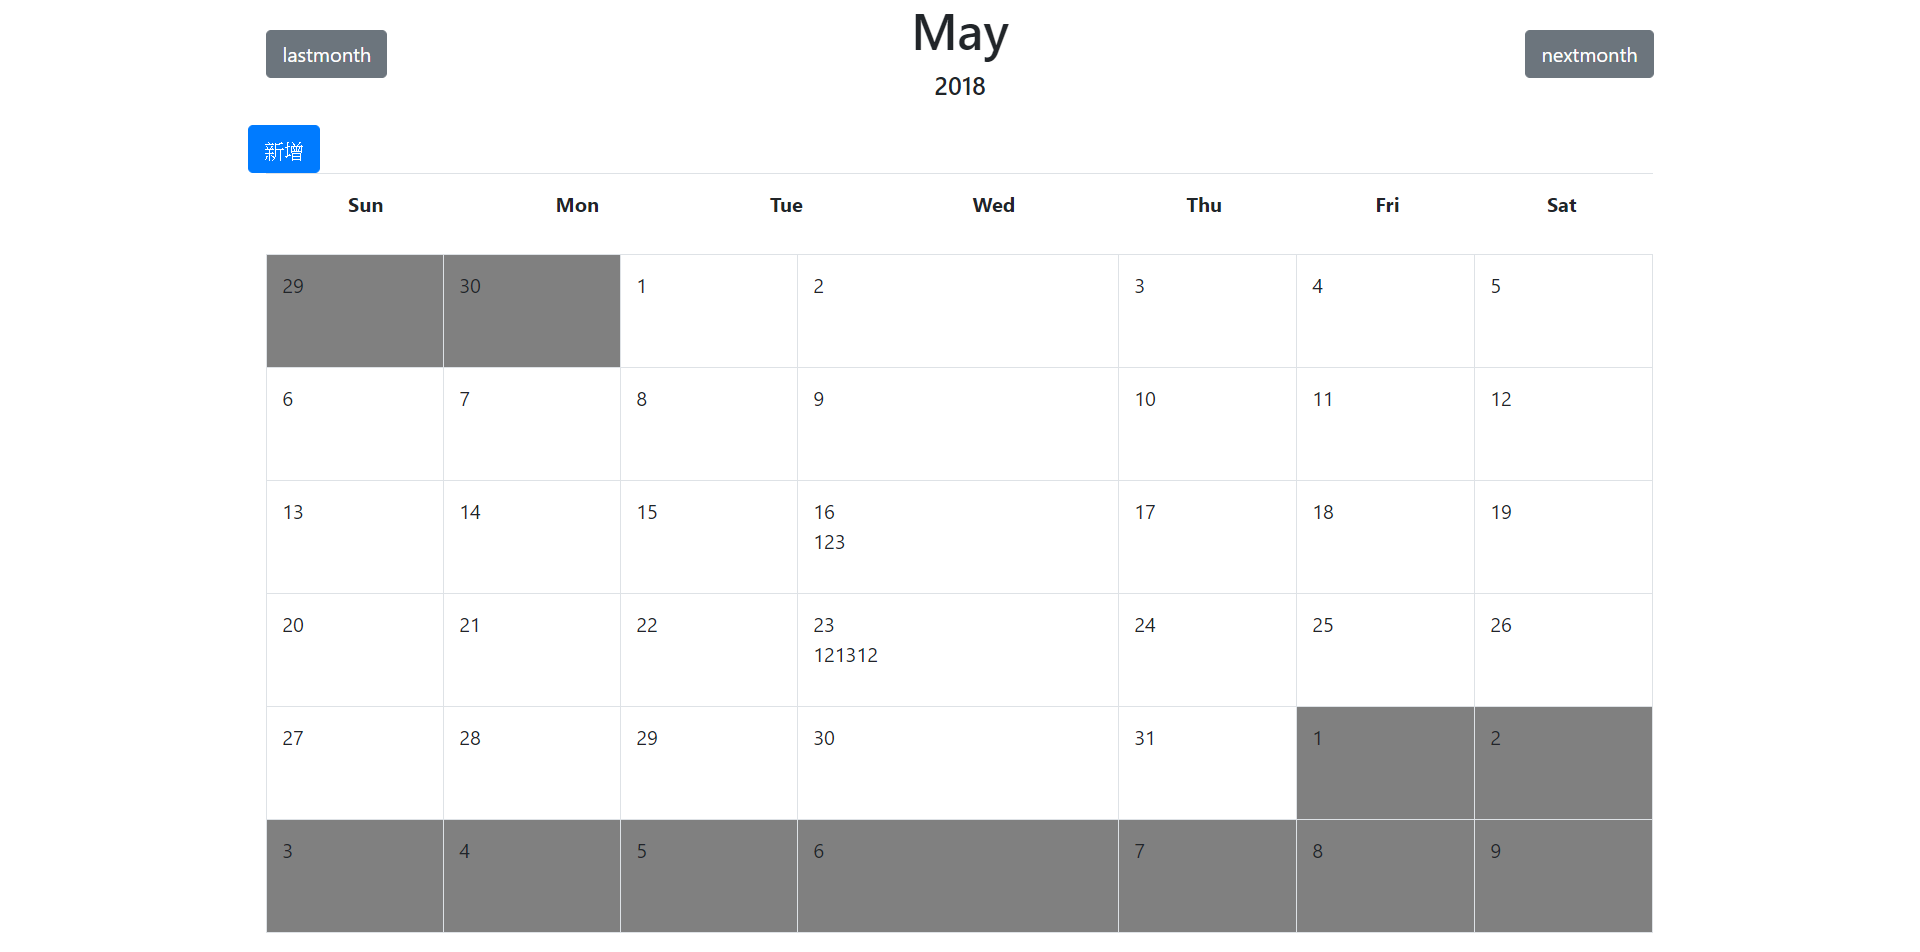 May
lastmonth nextmonth
2018
新增
Sun Mon Tue Wed Thu Fri Sat
29 30 1 2 3 4 5
6 7 8 9 10 11 12
13 14 15 16 17 18 19
123
20 21 22 23 24 25 26
121312
27 28 29 30 31 1 2
3 4 5 6 7 8 9